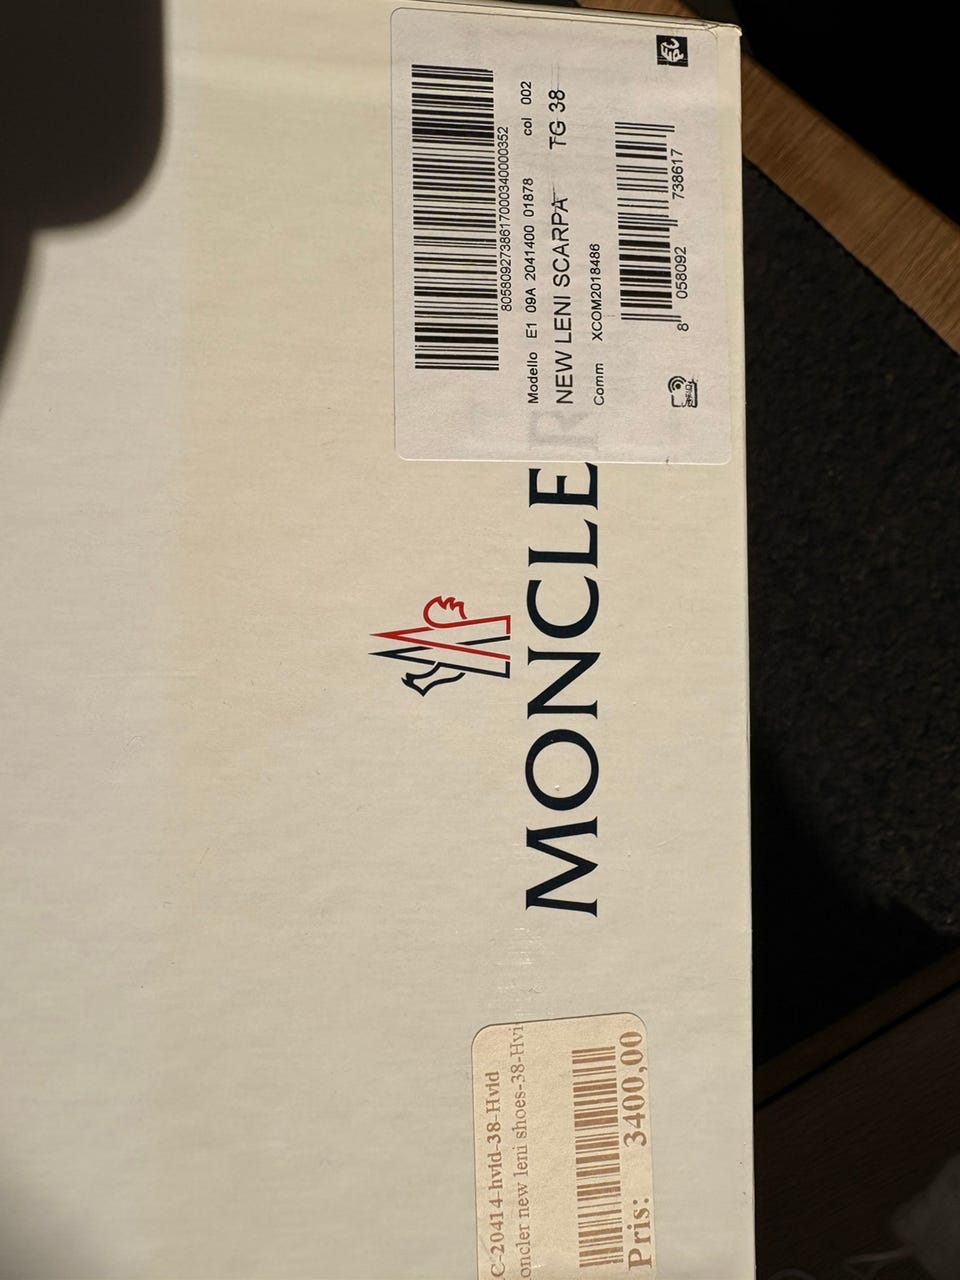 8058092738617000340000352
Modello E1 09A 2041400 01878 col 002
NEW LENI SCARPA TG 38
Comm XCOM2018486
8 058092 738617
MONCLER
C-20414-hvid-38-Hvid
oncler new leni shoes-38-Hvi
Pris: 3400,00